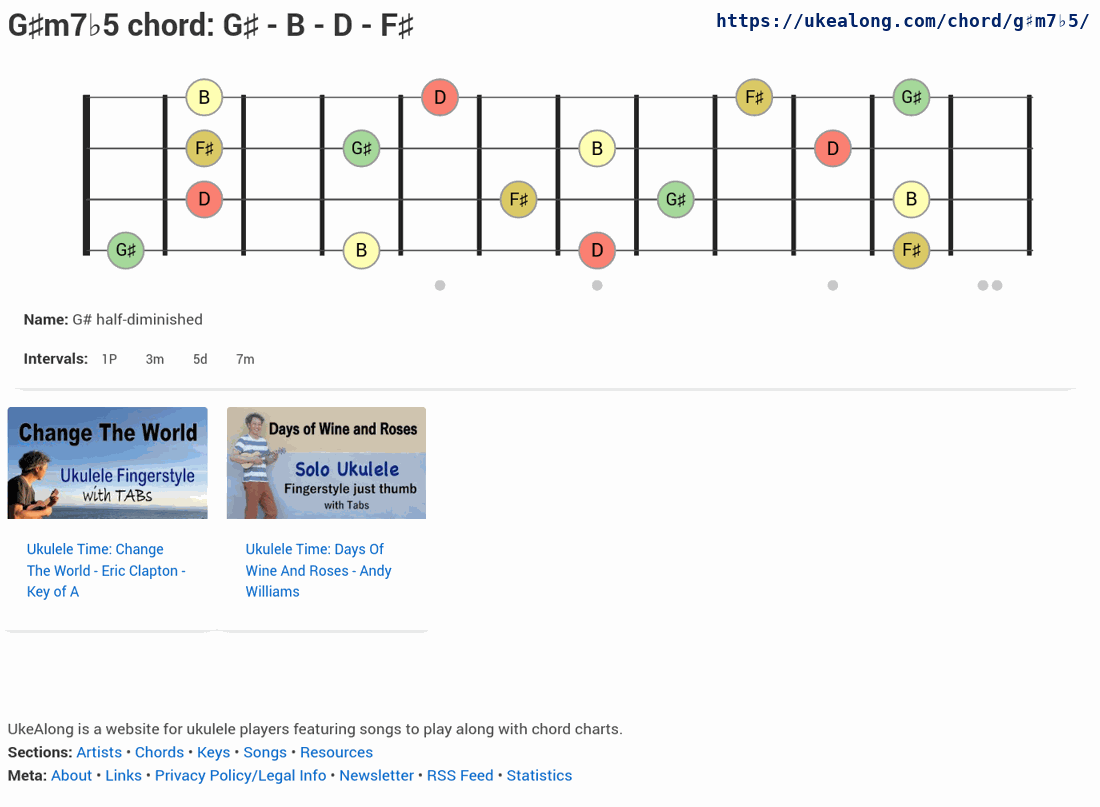 G♯m7♭5 chord: G♯ - B - D - F♯
https://ukealong.com/chord/g♯m7♭5/
B D F♯ G♯
F♯ G♯ B D
D F♯ G♯ B
G♯ B D F♯
Name: G# half-diminished
Intervals: 1P 3m 5d 7m
Change The World
Ukulele Fingerstyle
with TABs
Days of Wine and Roses
Solo Ukulele
Fingerstyle just thumb
with Tabs
Ukulele Time: Change
The World - Eric Clapton -
Key of A
Ukulele Time: Days Of
Wine And Roses - Andy
Williams
UkeAlong is a website for ukulele players featuring songs to play along with chord charts.
Sections: Artists • Chords • Keys • Songs • Resources
Meta: About • Links • Privacy Policy/Legal Info • Newsletter • RSS Feed • Statistics